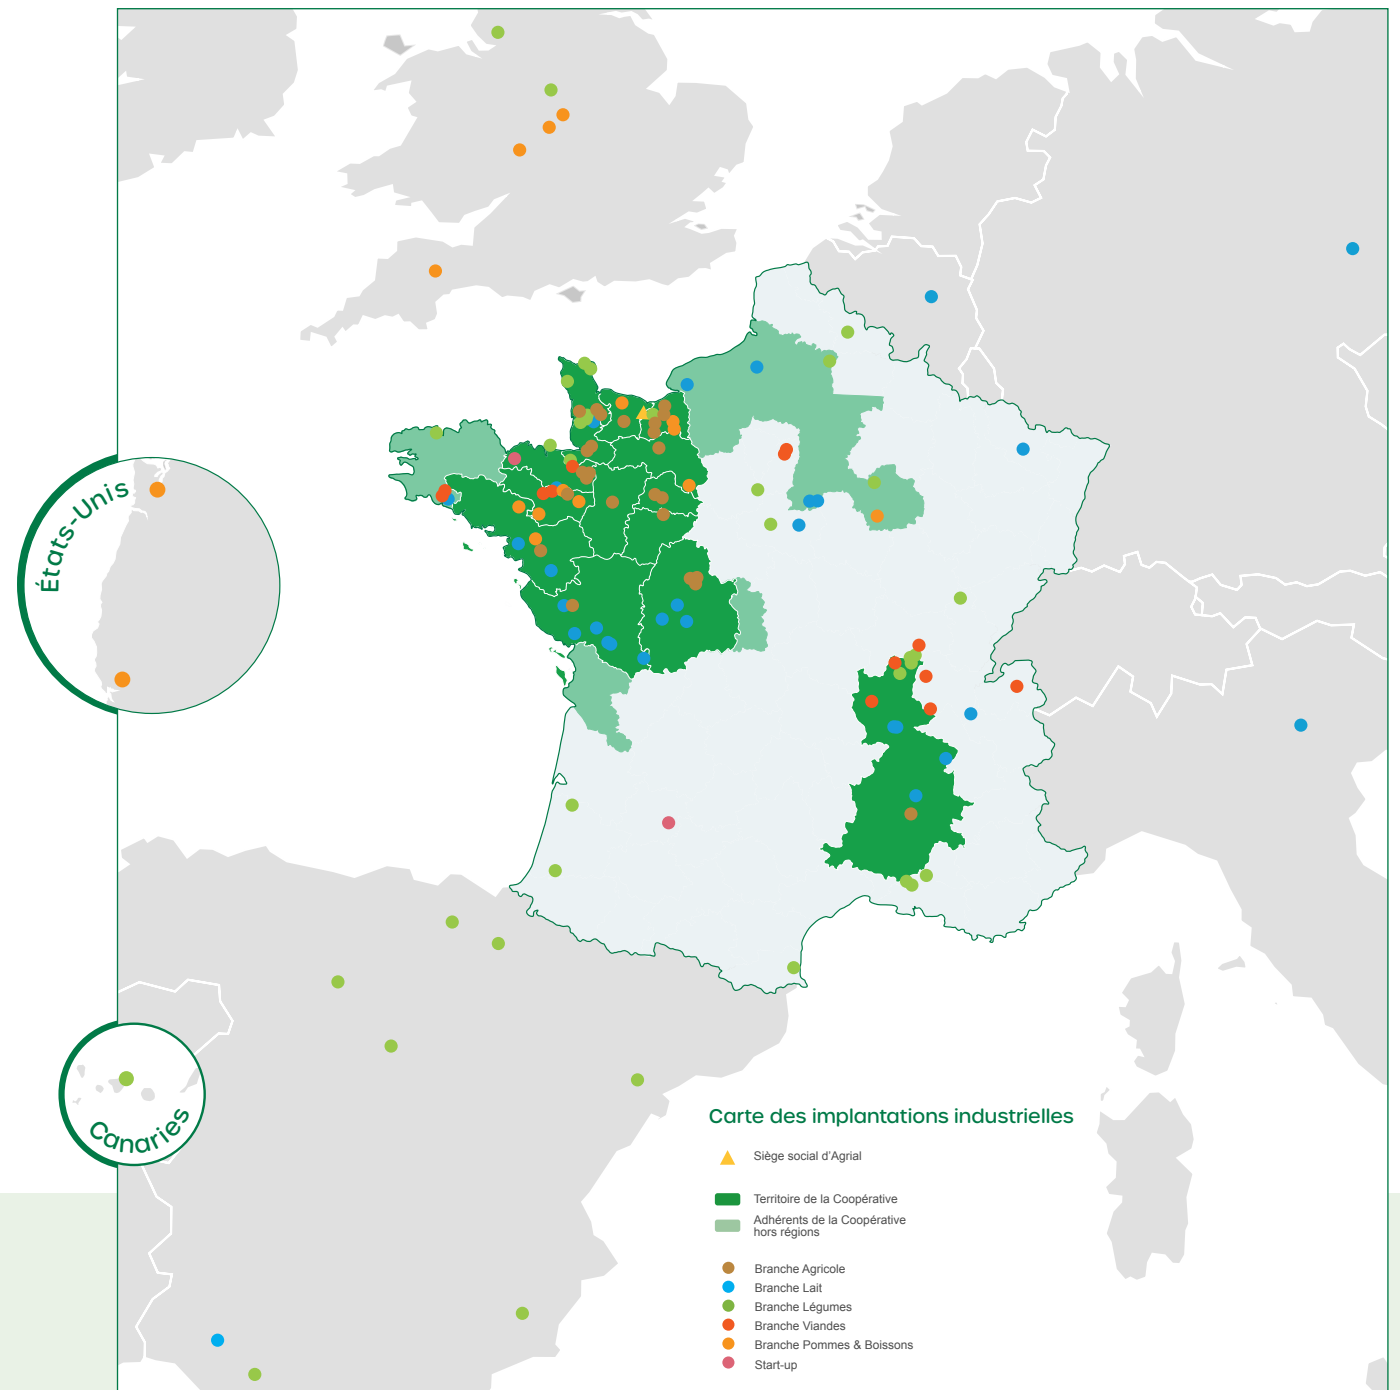 États-Unis
Canaries
Carte des implantations industrielles
Siège social d'Agrial
Territoire de la Coopérative
Adhérents de la Coopérative
hors régions
Branche Agricole
Branche Lait
Branche Légumes
Branche Viandes
Branche Pommes & Boissons
Start-up